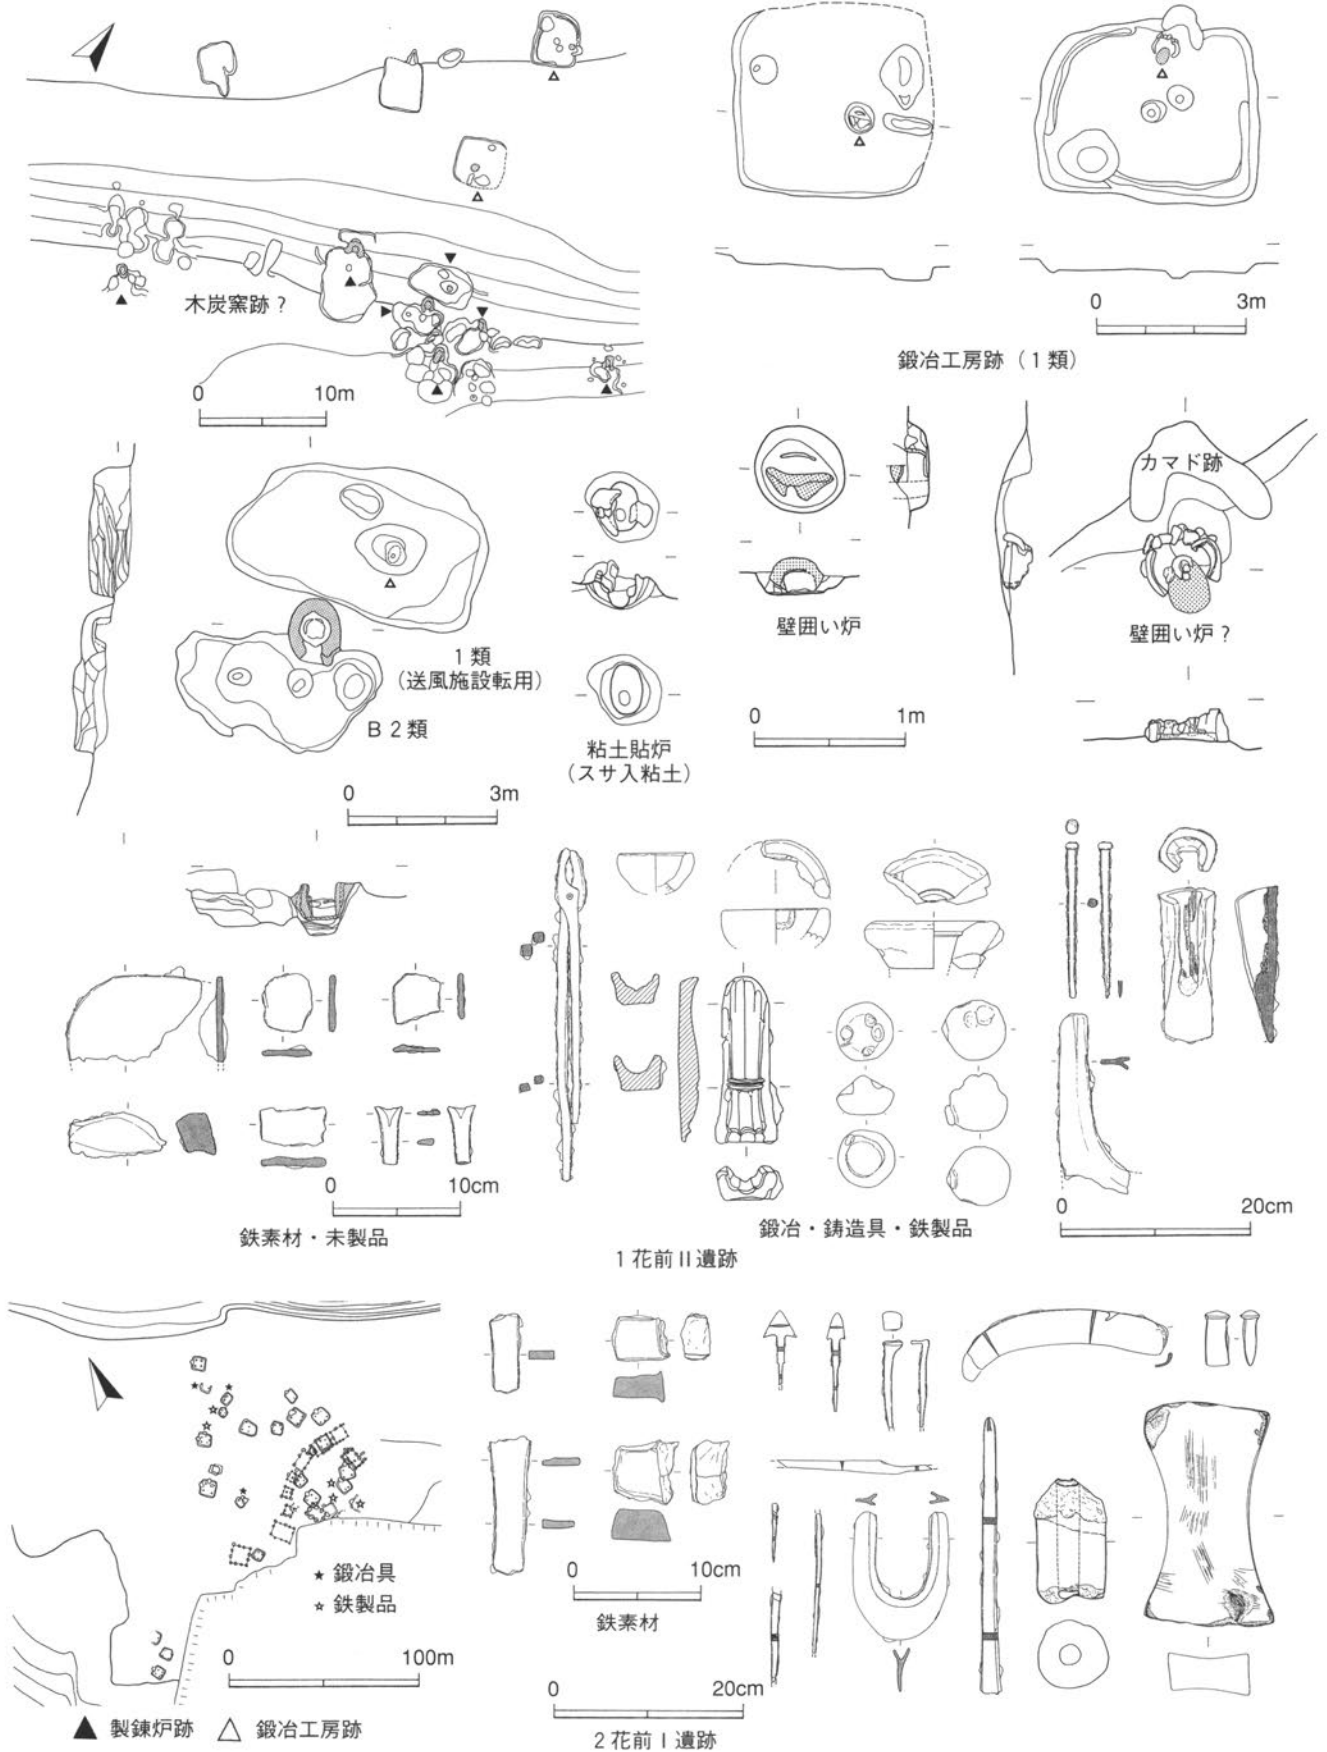 木炭窯跡？
0 10m
0 3m
鍛冶工房跡（1類）
カマド跡
1類
（送風施設転用）
B2類
0 3m
粘土貼炉
（スサ入粘土）
壁囲い炉
0 1m
壁囲い炉？
0 10cm
鉄素材・未製品
鍛冶・鋳造具・鉄製品
0 20cm
1花前II遺跡
★ 鍛冶具
☆ 鉄製品
0 100m
▲ 製錬炉跡 △ 鍛冶工房跡
0 10cm
鉄素材
0 20cm
2花前I遺跡